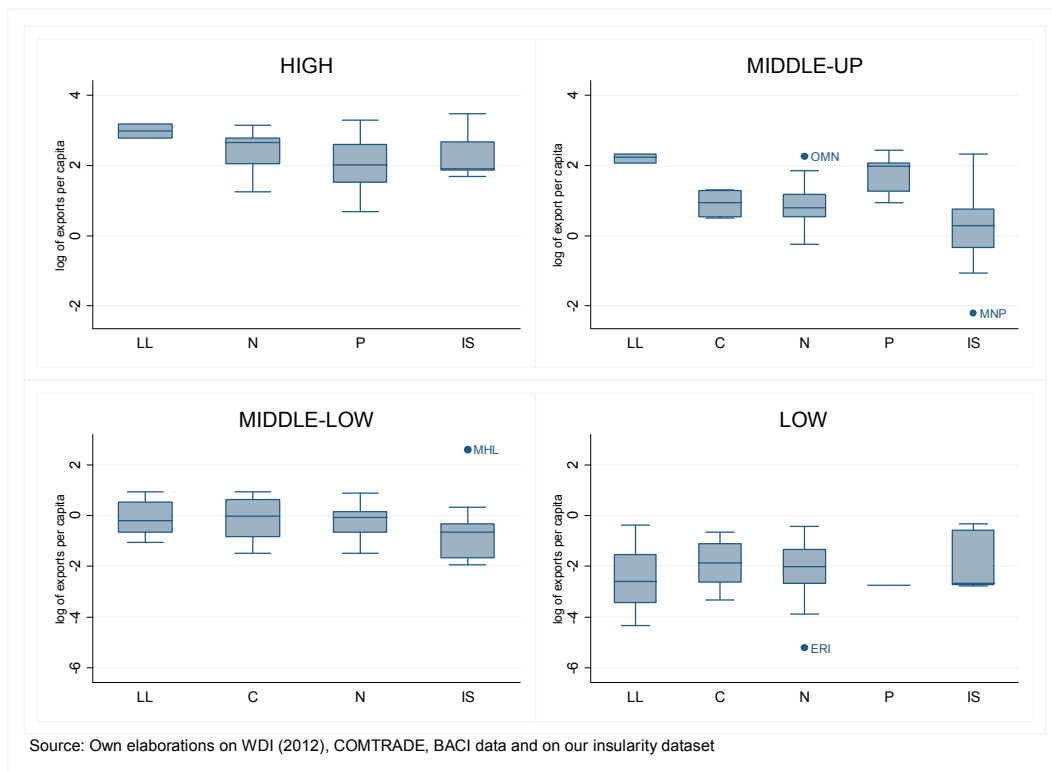 HIGH
log of exports per capita
4
2
0
-2
LL N P IS
MIDDLE-UP
log of export per capita
4
2
0
-2
OMN
MNP
LL C N P IS
MIDDLE-LOW
log of exports per capita
2
0
-2
-4
-6
MHL
LL C N IS
LOW
log of exports per capita
2
0
-2
-4
-6
ERI
LL C N P IS
Source: Own elaborations on WDI (2012), COMTRADE, BACI data and on our insularity dataset